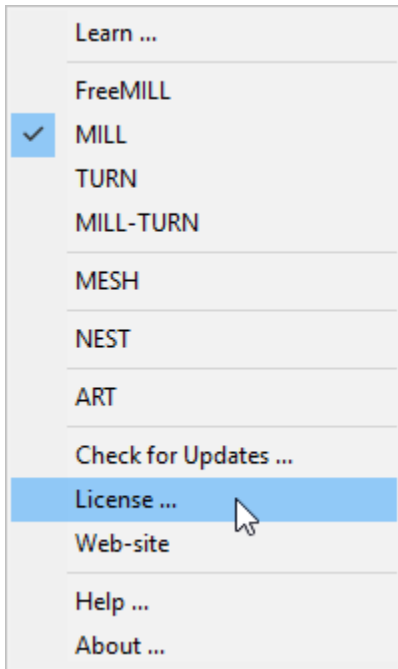 Learn ...
FreeMILL
MILL
TURN
MILL-TURN
MESH
NEST
ART
Check for Updates ...
License ...
Web-site
Help ...
About ...